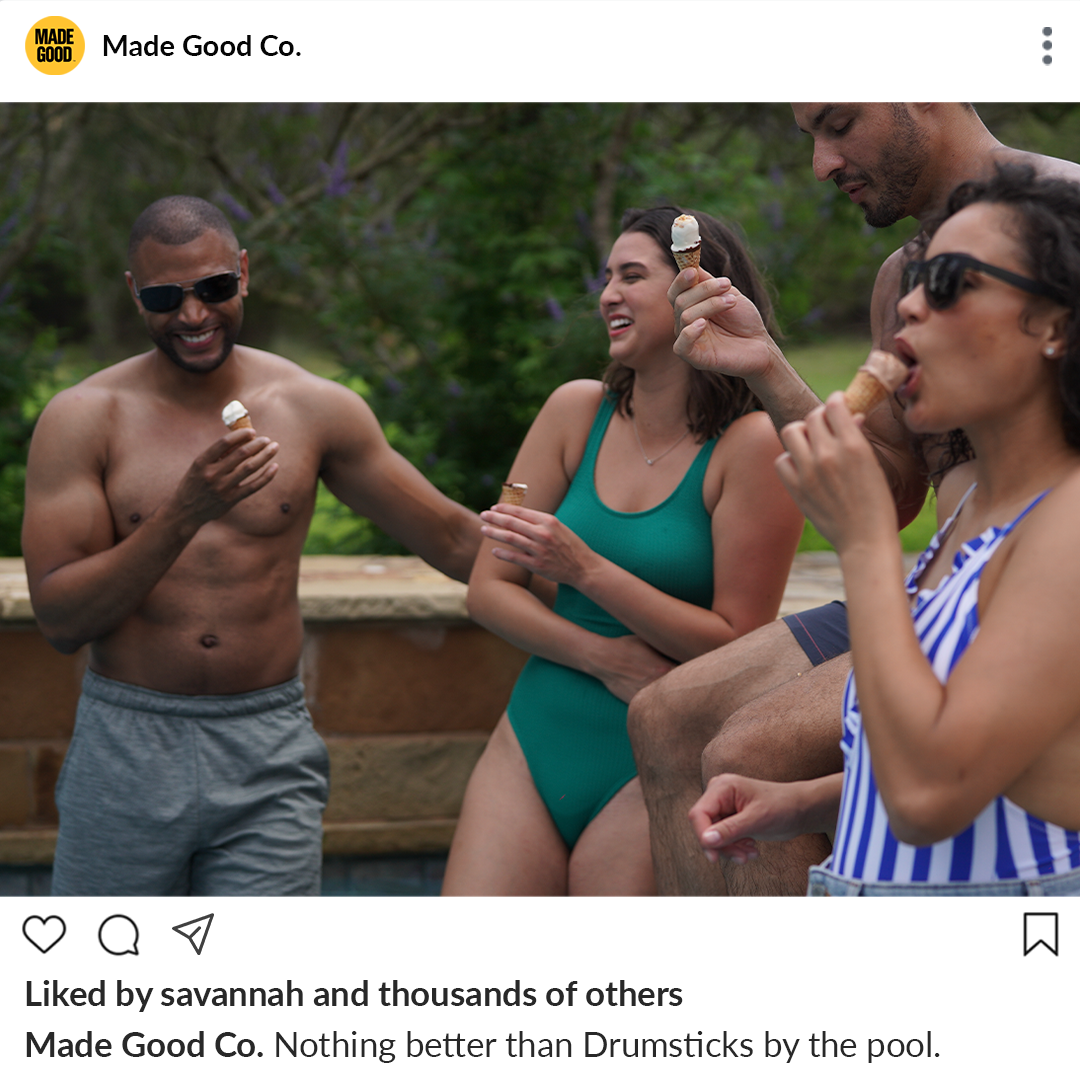 MADE
GOOD
Made Good Co.
Liked by savannah and thousands of others
Made Good Co. Nothing better than Drumsticks by the pool.